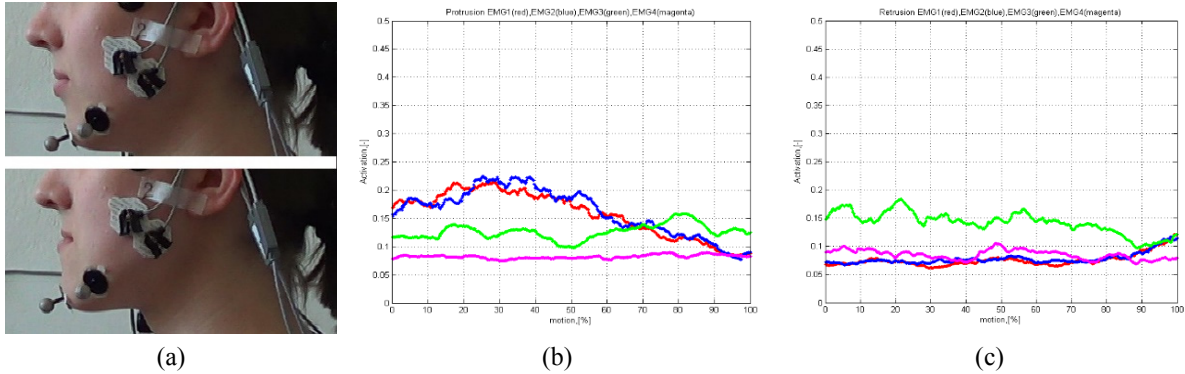 2
2
(a)
Protrusion EMG1(red),EMG2(blue),EMG3(green),EMG4(magenta)
Activation,[-]
0.5
0.45
0.4
0.35
0.3
0.25
0.2
0.15
0.1
0.05
0
0 10 20 30 40 50 60 70 80 90 100
motion,[%]
(b)
Retrusion EMG1(red),EMG2(blue),EMG3(green),EMG4(magenta)
Activation,[-]
0.5
0.45
0.4
0.35
0.3
0.25
0.2
0.15
0.1
0.05
0
0 10 20 30 40 50 60 70 80 90 100
motion,[%]
(c)